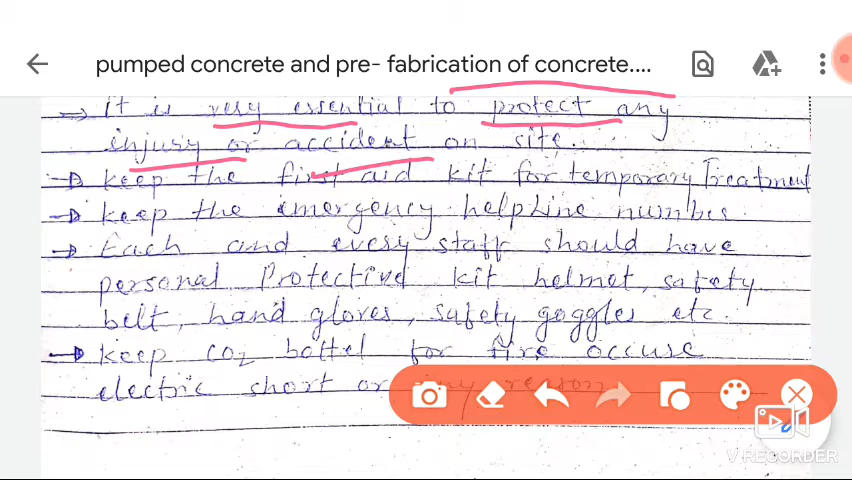 pumped concrete and pre- fabrication of concrete....
→ it is very essential to protect any
injury or accident on site.
→ keep the first aid kit for temporary Treatment
→ keep the emergency helpline number.
→ Each and every staff should have
personal protective kit helmet, safety
belt, hand gloves, safety goggles etc.
→ keep CO2 bottel for fire occuse
electric short or any reason
V RECORDER